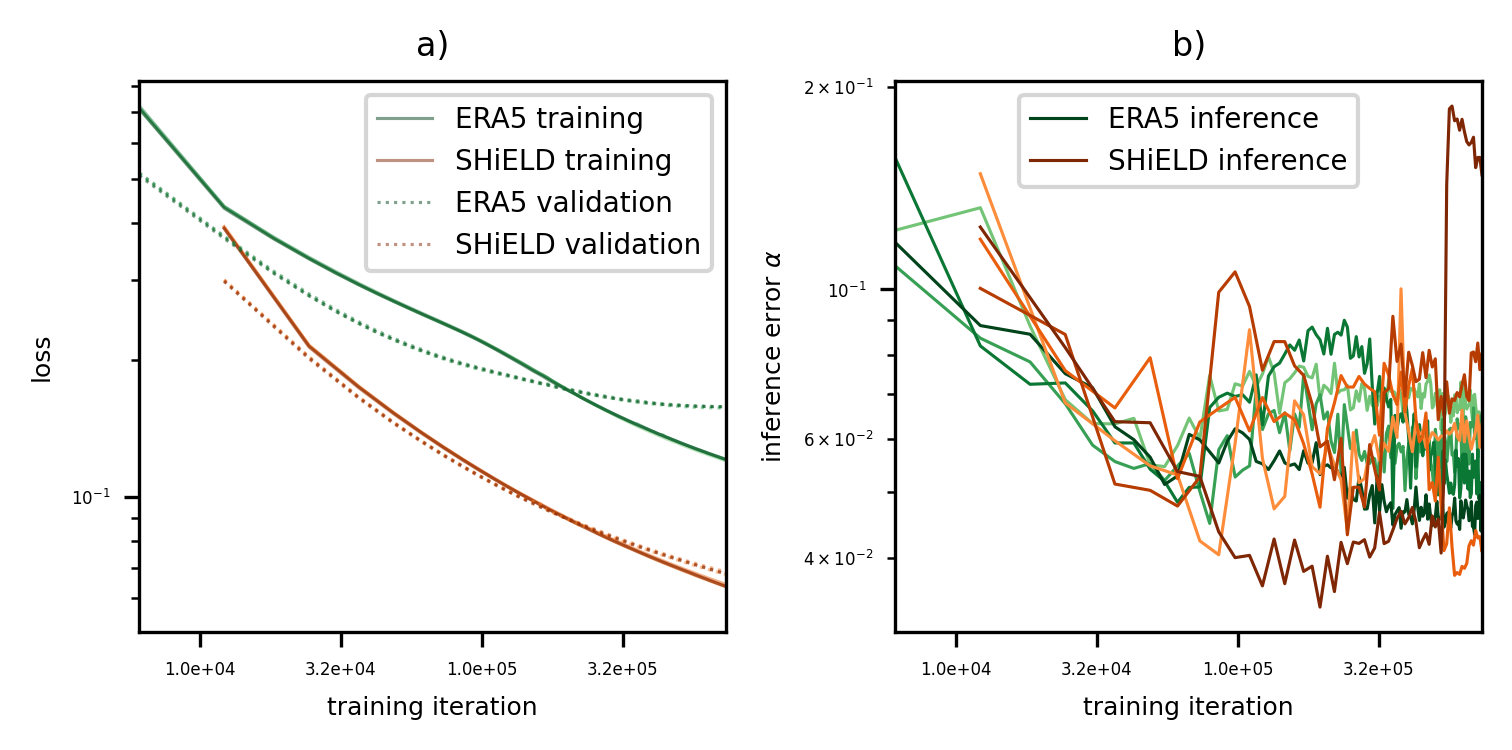 a)
ERA5 training
SHiELD training
ERA5 validation
SHiELD validation
loss
10⁻¹
1.0e+04
3.2e+04
1.0e+05
3.2e+05
training iteration
b)
ERA5 inference
SHiELD inference
inference error α
2 × 10⁻¹
10⁻¹
6 × 10⁻²
4 × 10⁻²
1.0e+04
3.2e+04
1.0e+05
3.2e+05
training iteration